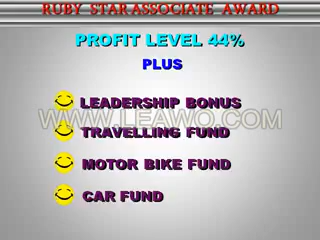 RUBY STAR ASSOCIATE AWARD
PROFIT LEVEL 44%
PLUS
LEADERSHIP BONUS
WWW.LEAWO.COM
TRAVELLING FUND
MOTOR BIKE FUND
CAR FUND